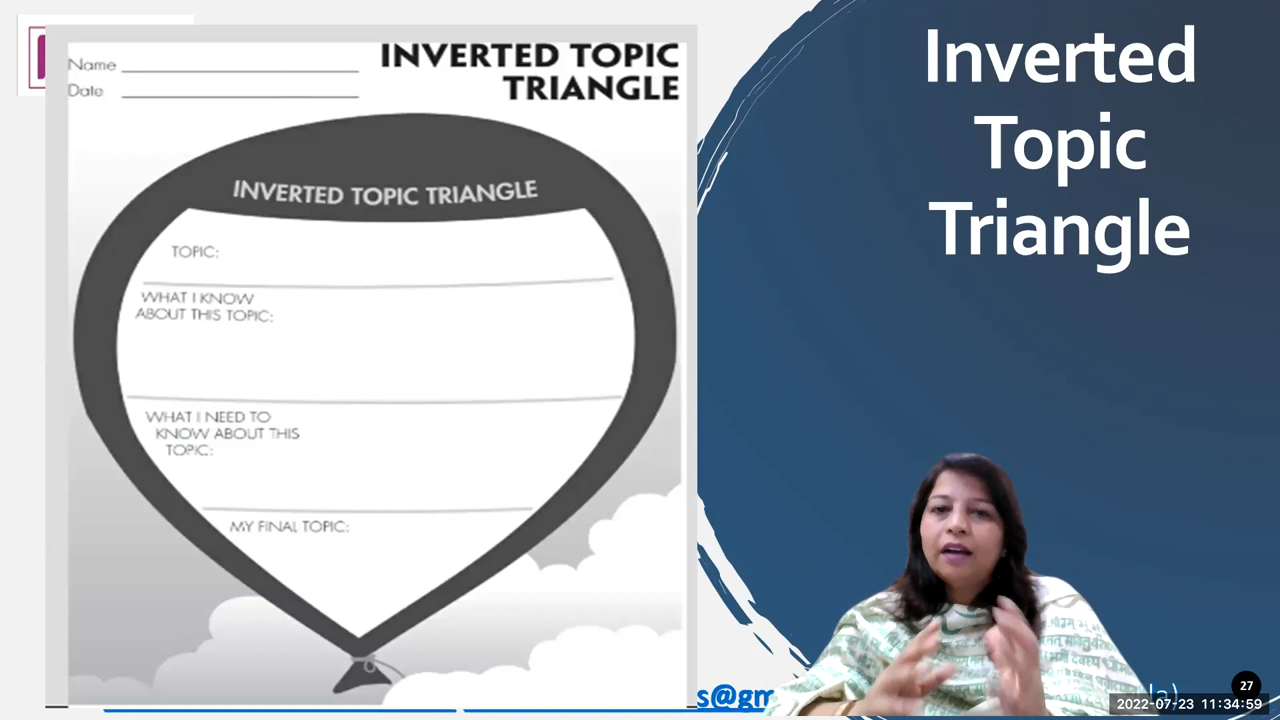 Name
Date
INVERTED TOPIC
TRIANGLE
INVERTED TOPIC TRIANGLE
TOPIC:
WHAT I KNOW
ABOUT THIS TOPIC:
WHAT I NEED TO
KNOW ABOUT THIS
TOPIC:
MY FINAL TOPIC:
Inverted
Topic
Triangle
s@gm
27
2022-07-23 11:34:59